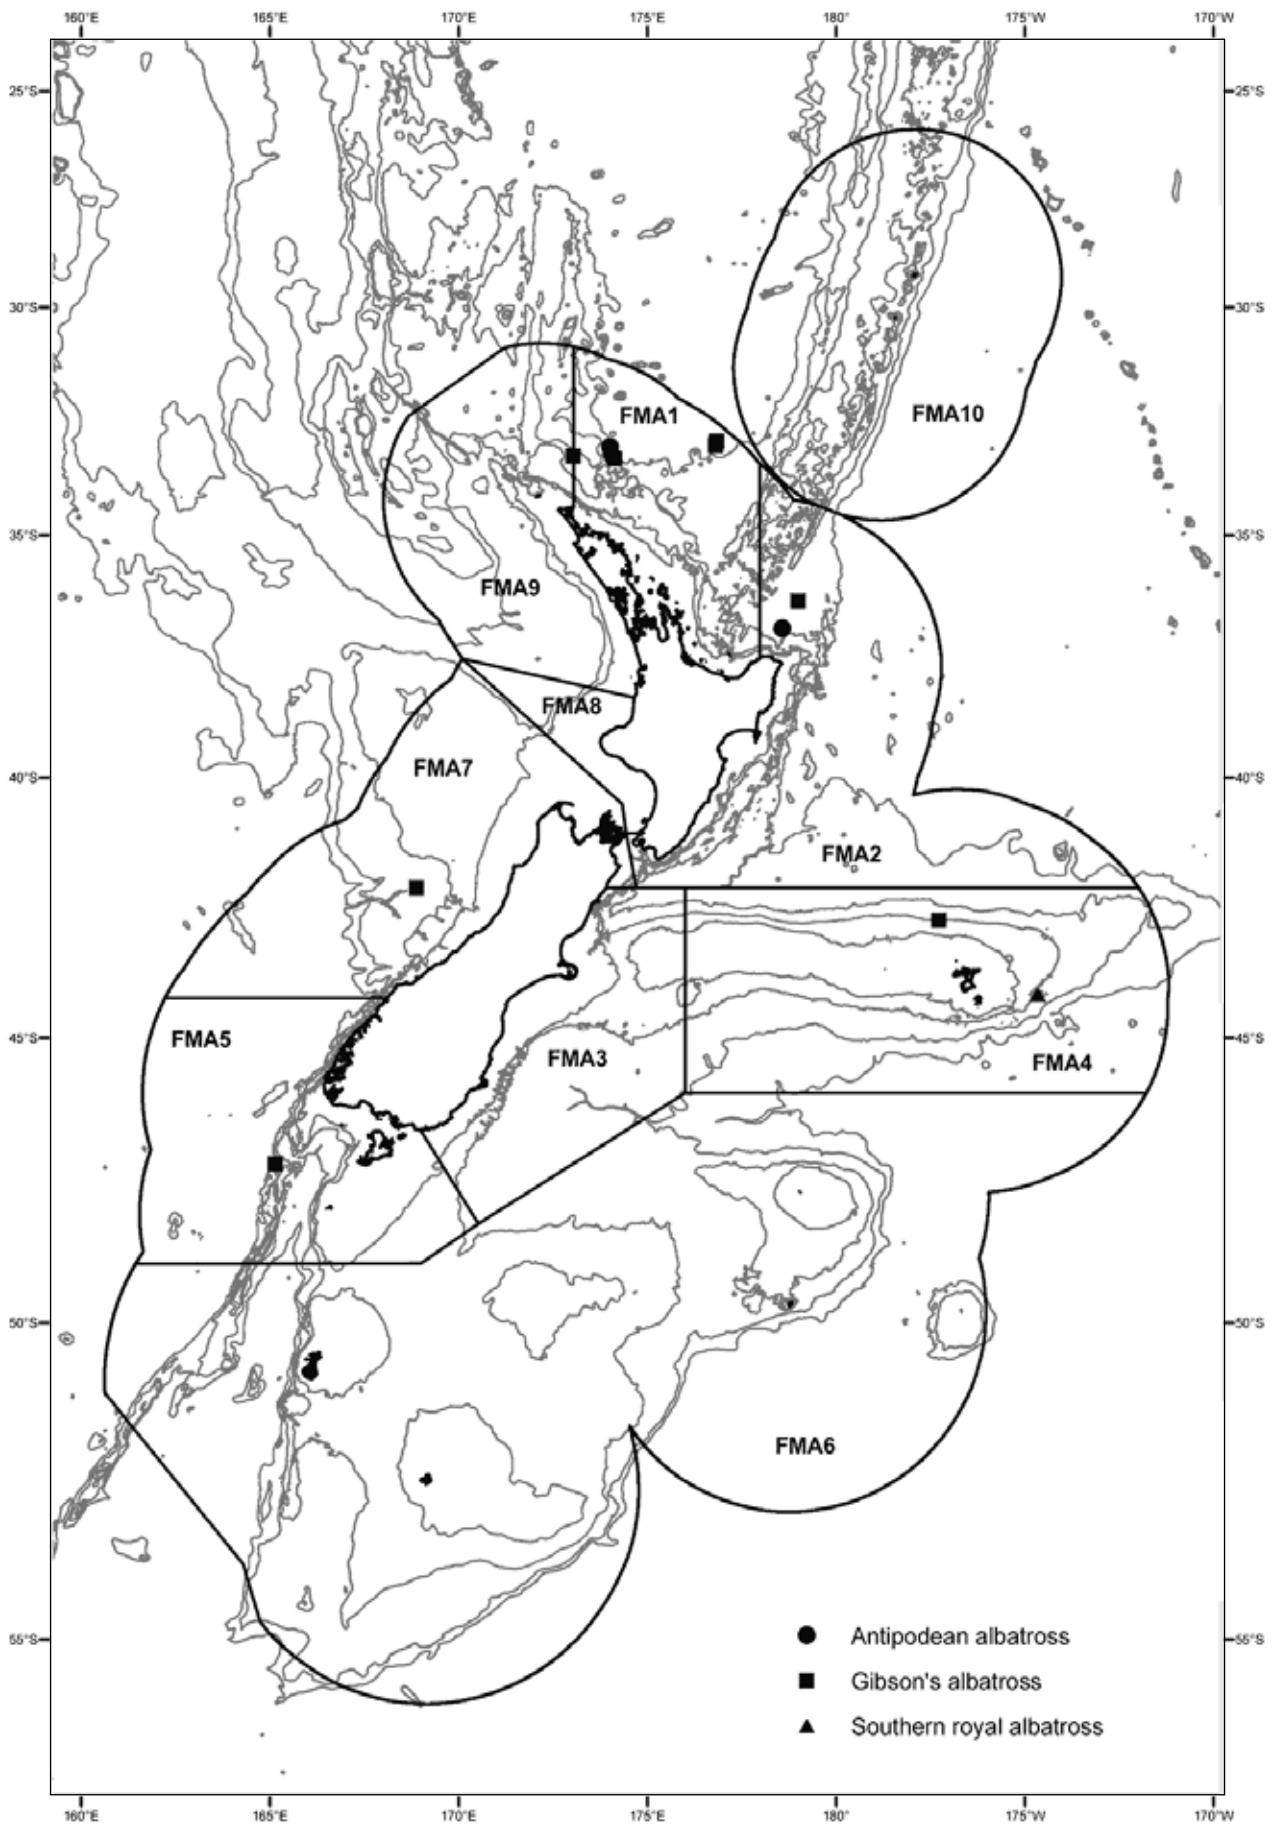 160°E 165°E 170°E 175°E 180° 175°W 170°W
25°S 25°S
30°S 30°S
FMA1
FMA10
35°S 35°S
FMA9
FMA8
FMA7
40°S 40°S
FMA2
FMA5
45°S 45°S
FMA3
FMA4
50°S 50°S
FMA6
Antipodean albatross
55°S 55°S
Gibson's albatross
Southern royal albatross
160°E 165°E 170°E 175°E 180° 175°W 170°W